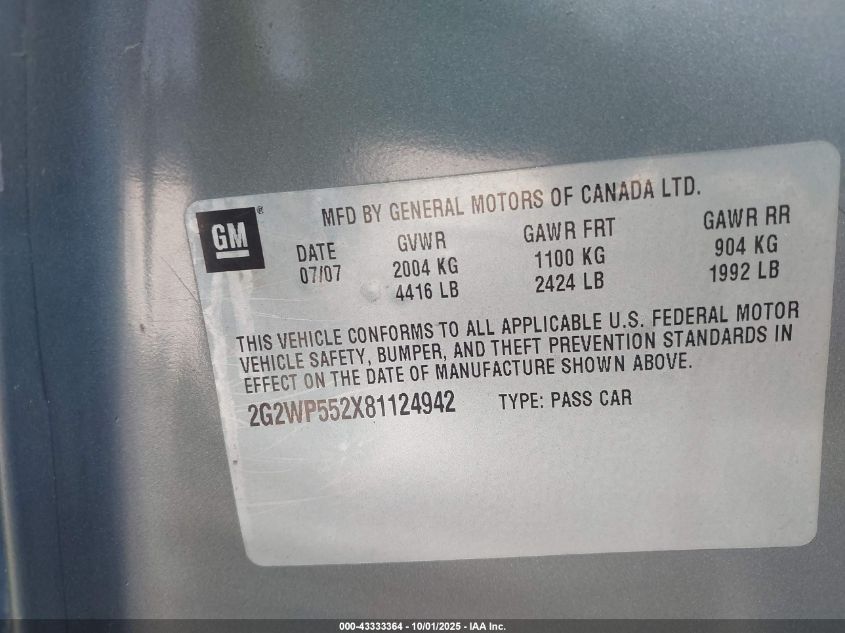 GM®
MFD BY GENERAL MOTORS OF CANADA LTD.
DATE GVWR GAWR FRT GAWR RR
07/07 2004 KG 1100 KG 904 KG
4416 LB 2424 LB 1992 LB
THIS VEHICLE CONFORMS TO ALL APPLICABLE U.S. FEDERAL MOTOR
VEHICLE SAFETY, BUMPER, AND THEFT PREVENTION STANDARDS IN
EFFECT ON THE DATE OF MANUFACTURE SHOWN ABOVE.
2G2WP552X81124942 TYPE: PASS CAR
000-43333364 - 10/01/2025 - IAA Inc.